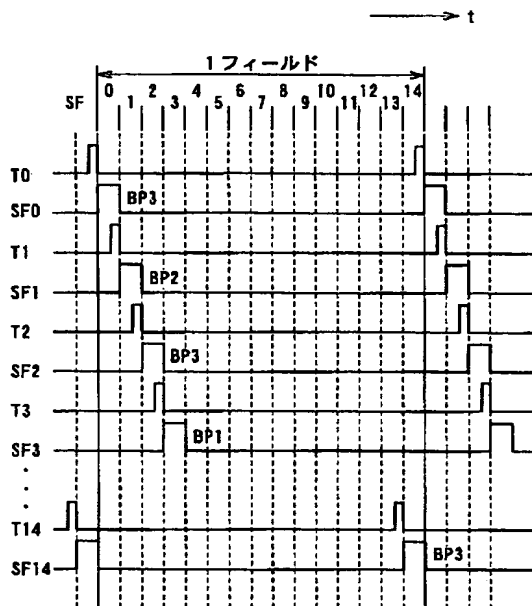 t
1フィールド
SF 0 1 2 3 4 5 6 7 8 9 10 11 12 13 14
T0
SF0 BP3
T1
SF1 BP2
T2
SF2 BP3
T3
SF3 BP1
T14
SF14 BP3